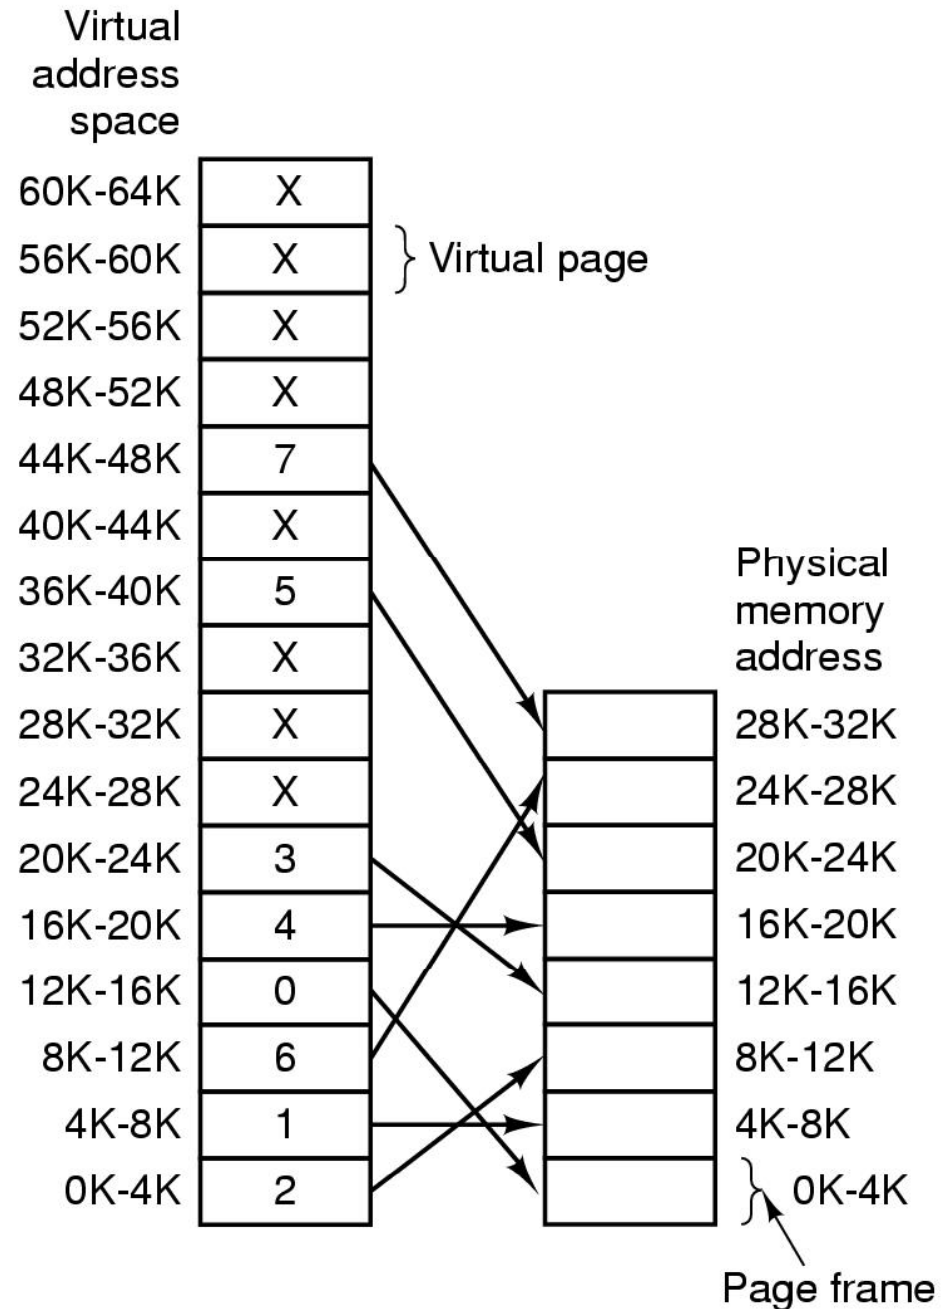 Virtual
address
space
60K-64K X
56K-60K X Virtual page
52K-56K X
48K-52K X
44K-48K 7
40K-44K X
36K-40K 5
32K-36K X
28K-32K X
24K-28K X
20K-24K 3
16K-20K 4
12K-16K 0
8K-12K 6
4K-8K 1
0K-4K 2
Physical
memory
address
28K-32K
24K-28K
20K-24K
16K-20K
12K-16K
8K-12K
4K-8K
0K-4K
Page frame